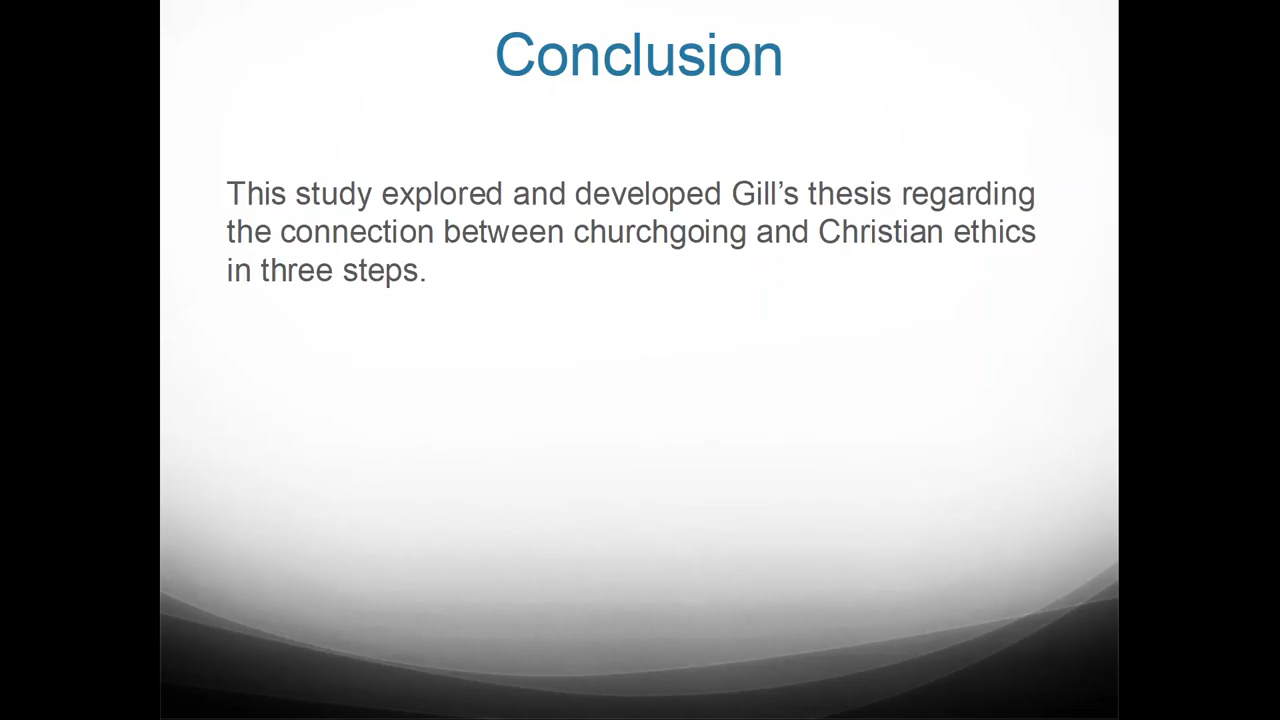 Conclusion
This study explored and developed Gill’s thesis regarding
the connection between churchgoing and Christian ethics
in three steps.